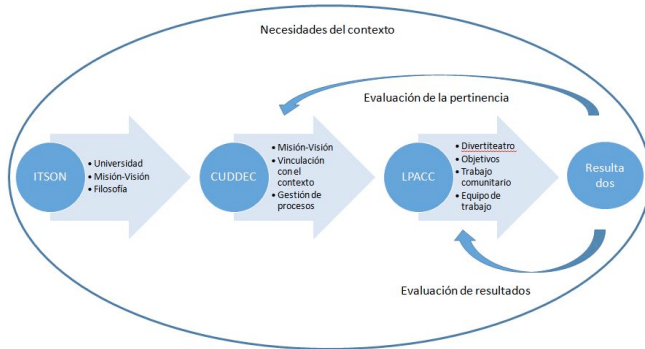 Necesidades del contexto
Evaluación de la pertinencia
ITSON
• Universidad
• Misión-Visión
• Filosofía
CUDDEC
• Misión-Visión
• Vinculación
con el
contexto
• Gestión de
procesos
LPACC
• Divertiteatro
• Objetivos
• Trabajo
comunitario
• Equipo de
trabajo
Resulta
dos
Evaluación de resultados